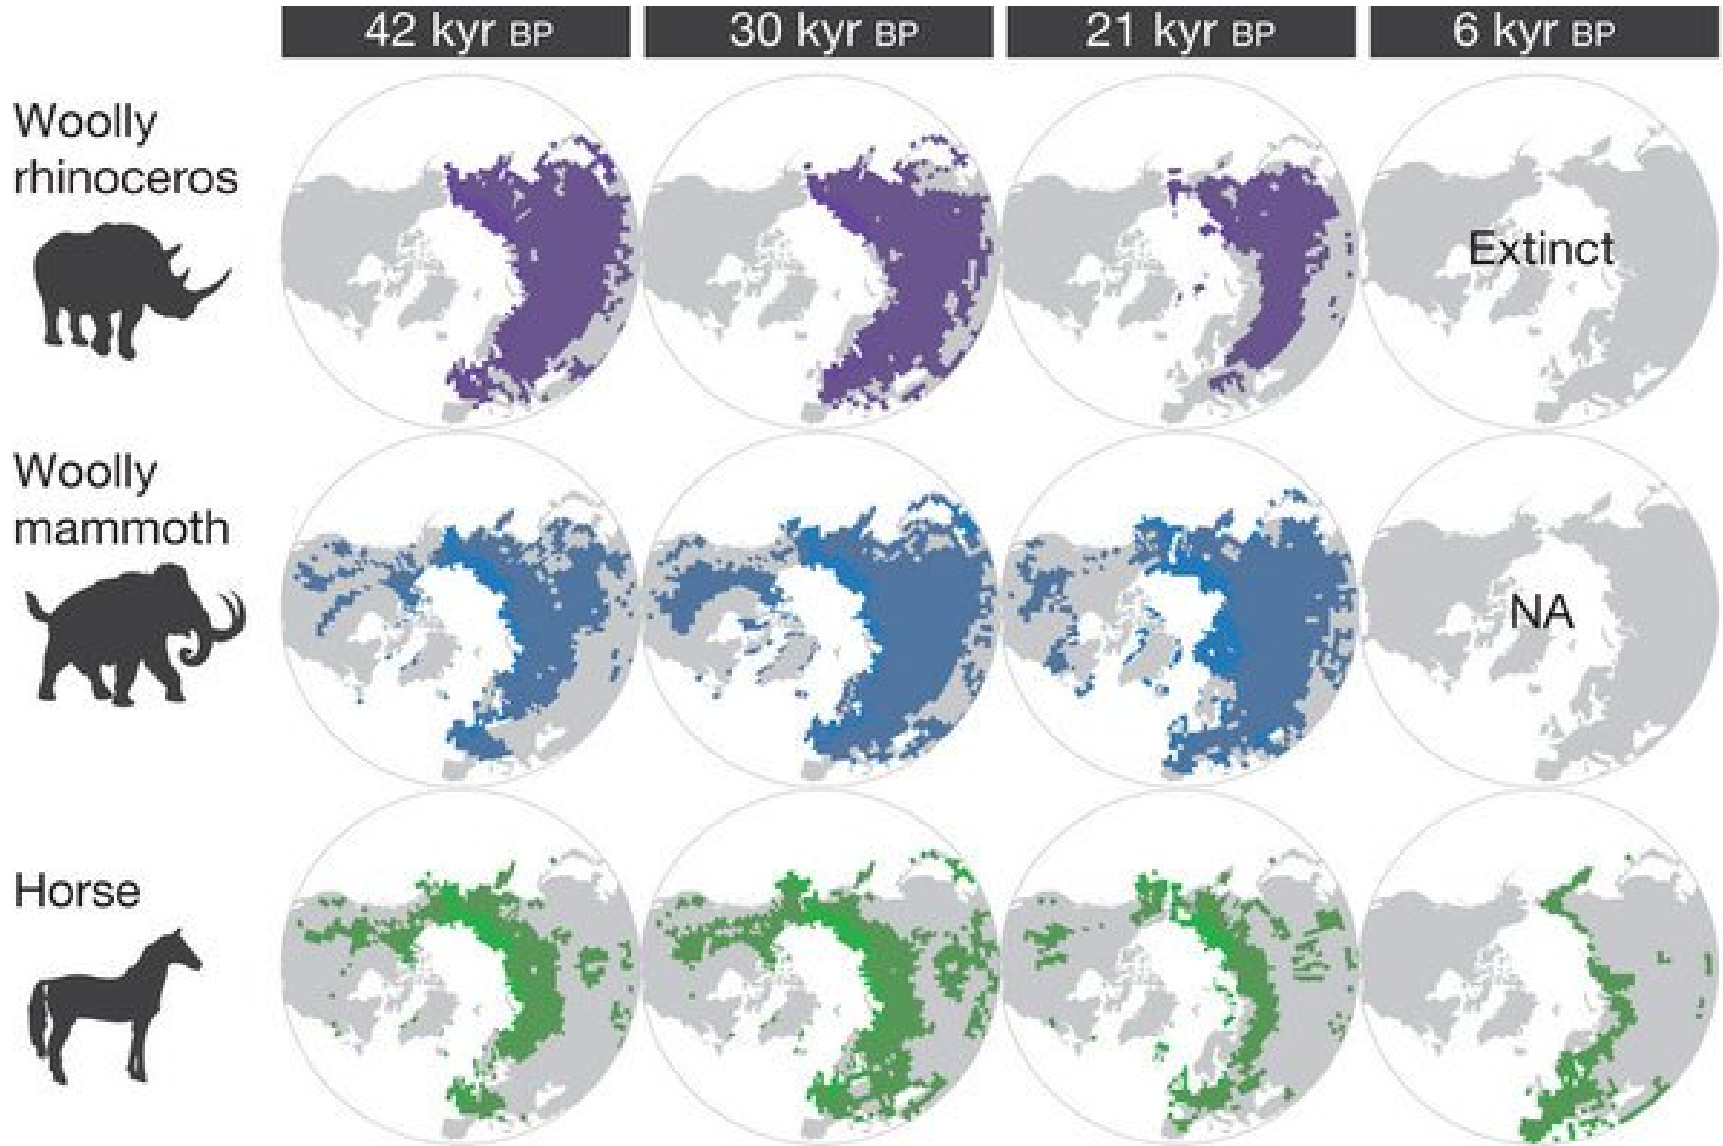 42 kyr BP
30 kyr BP
21 kyr BP
6 kyr BP
Woolly
rhinoceros
Extinct
Woolly
mammoth
NA
Horse